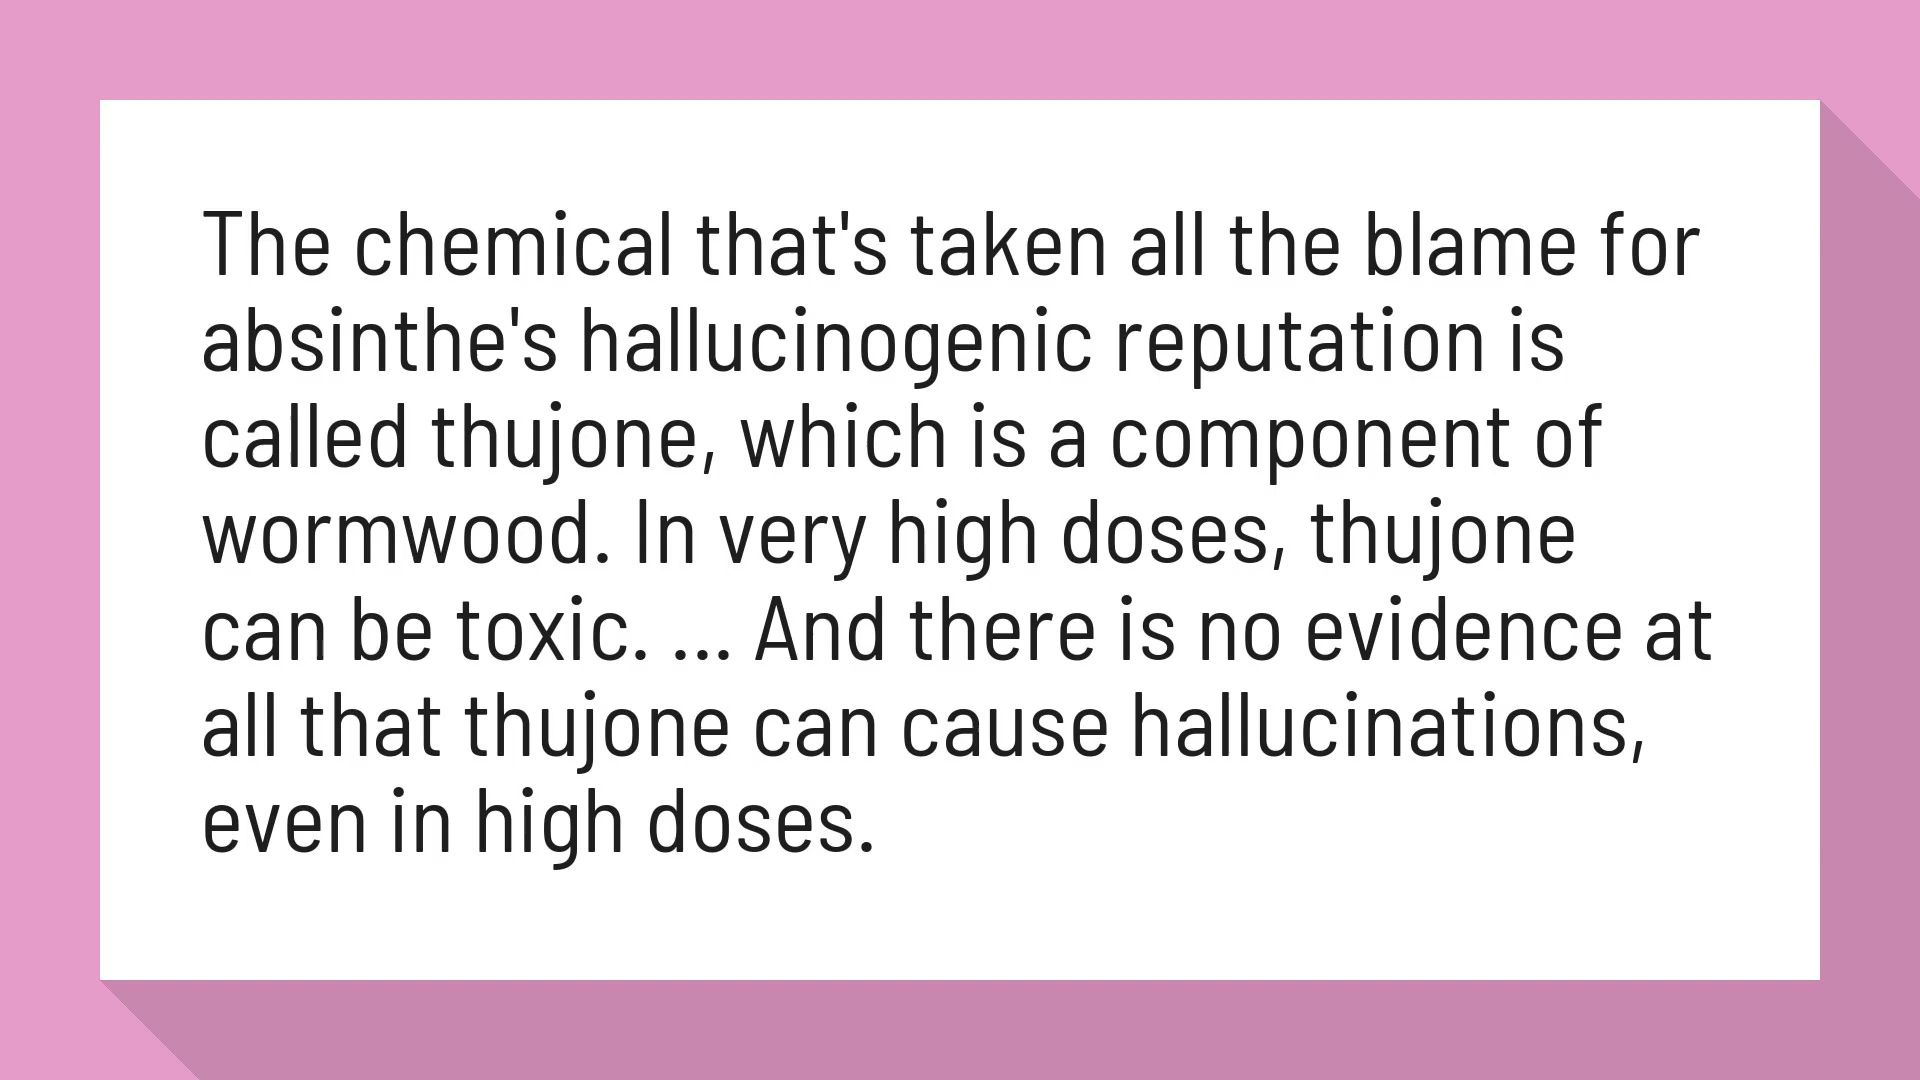 The chemical that's taken all the blame for
absinthe's hallucinogenic reputation is
called thujone, which is a component of
wormwood. In very high doses, thujone
can be toxic. ... And there is no evidence at
all that thujone can cause hallucinations,
even in high doses.